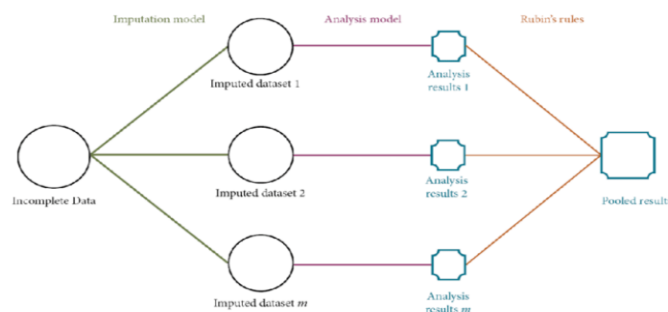 Imputation model
Analysis model
Rubin's rules
Imputed dataset 1
Analysis
results 1
Incomplete Data
Imputed dataset 2
Analysis
results 2
Pooled result
Imputed dataset m
Analysis
results m